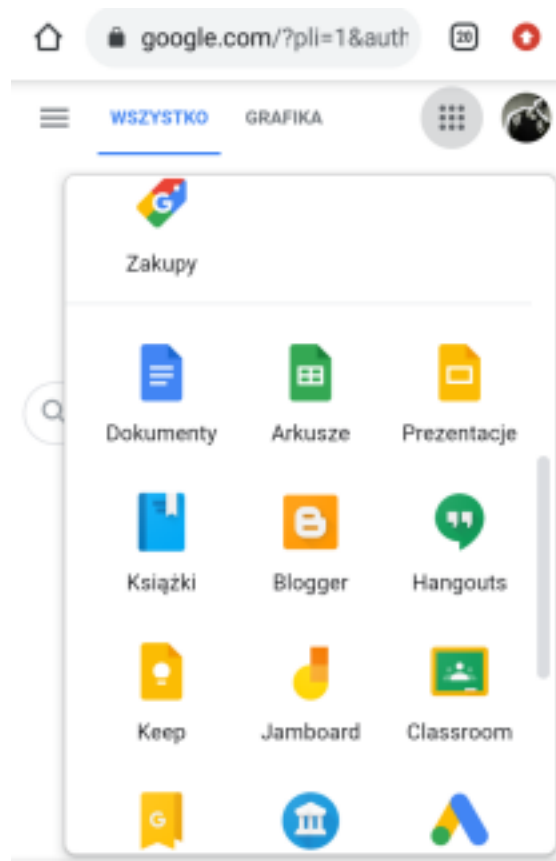 google.com/?pli=1&auth 20
WSZYSTKO GRAFIKA
Zakupy
Dokumenty Arkusze Prezentacje
Książki Blogger Hangouts
Keep Jamboard Classroom